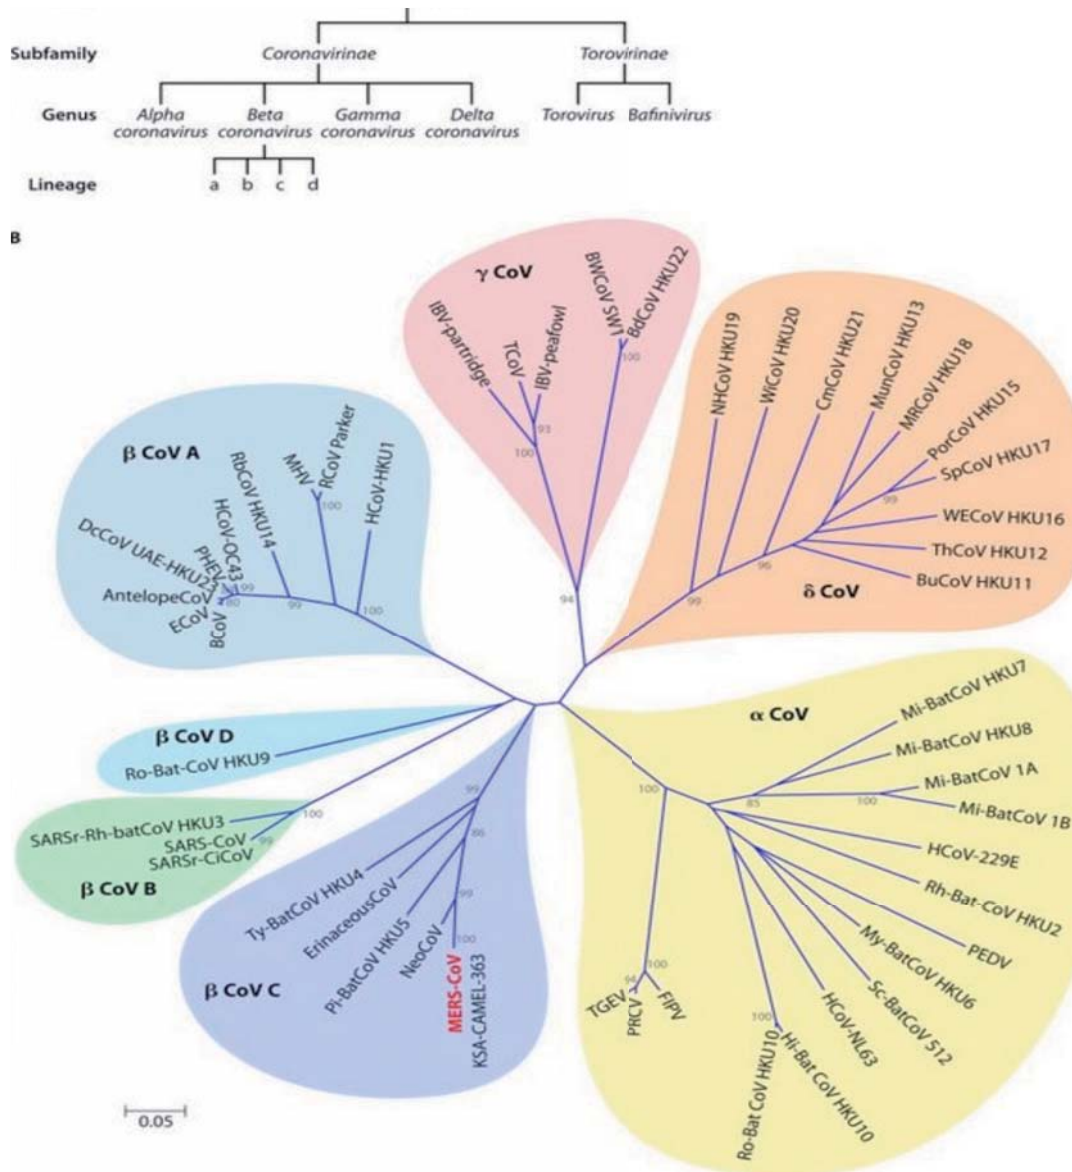 Subfamily
Coronavirinae
Torovirinae
Genus
Alpha
coronavirus
Beta
coronavirus
Gamma
coronavirus
Delta
coronavirus
Torovirus
Bafinivirus
Lineage
a
b
c
d
B
γ CoV
IBV-partridge
TCoV
IBV-peafowl
BWCoV SW1
BdCoV HKU22
93
100
100
94
NHCoV HKU19
WiCoV HKU20
CmCoV HKU21
MunCoV HKU13
MRCoV HKU18
PorCoV HKU15
SpCoV HKU17
WECoV HKU16
ThCoV HKU12
BuCoV HKU11
δ CoV
99
96
99
β CoV A
DcCoV UAE-HKU23
PHEV
HCoV-OC43
RbCoV HKU14
MHV
RCoV Parker
HCoV-HKU1
AntelopeCoV
ECoV
BCoV
99
80
99
100
100
β CoV D
Ro-Bat-CoV HKU9
SARSr-Rh-batCoV HKU3
SARS-CoV
SARSr-CiCoV
100
99
β CoV B
β CoV C
Ty-BatCoV HKU4
ErinaceousCoV
Pi-BatCoV HKU5
NeoCoV
MERS-CoV
KSA-CAMEL-363
99
86
99
100
α CoV
Mi-BatCoV HKU7
Mi-BatCoV HKU8
Mi-BatCoV 1A
Mi-BatCoV 1B
HCoV-229E
Rh-Bat-CoV HKU2
PEDV
My-BatCoV HKU6
Sc-BatCoV 512
HCoV-NL63
Hi-Bat CoV HKU10
Ro-Bat CoV HKU10
TGEV
PRCV
FIPV
100
85
100
100
94
100
0.05